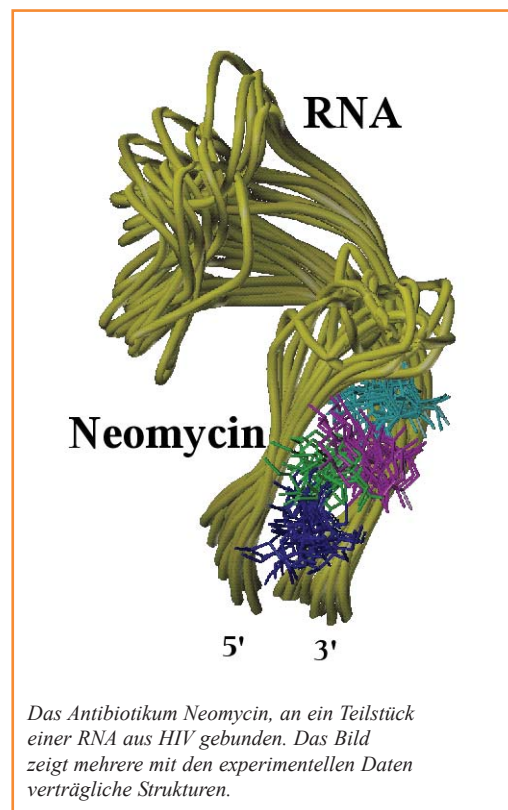 RNA
Neomycin
5' 3'
Das Antibiotikum Neomycin, an ein Teilstück
einer RNA aus HIV gebunden. Das Bild
zeigt mehrere mit den experimentellen Daten
verträgliche Strukturen.